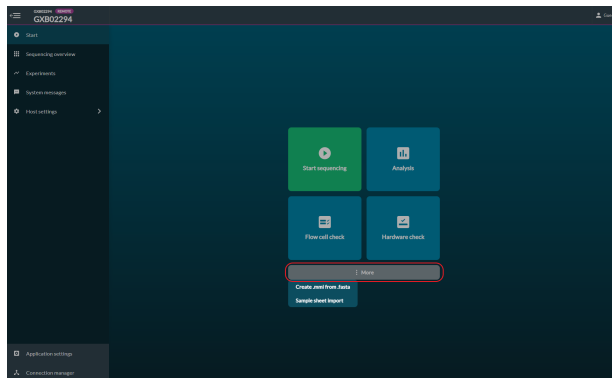 GXB02294 REMOTE
GXB02294
Start
Sequencing overview
Experiments
System messages
Host settings
Start sequencing
Analysis
Flow cell check
Hardware check
More
Create .mmi from .fasta
Sample sheet import
Application settings
Connection manager